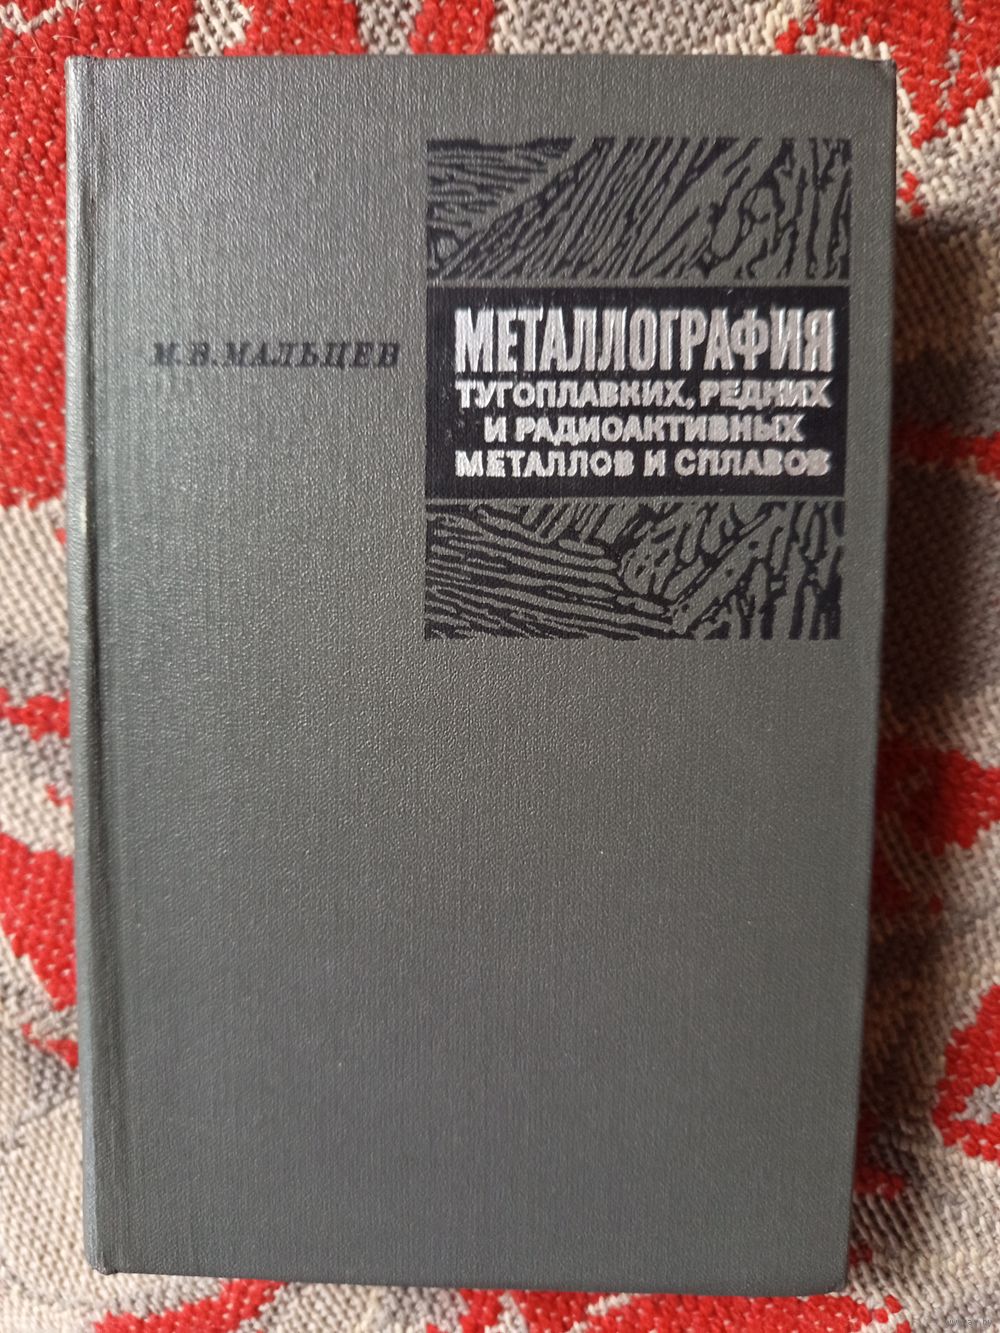 М. В. МАЛЬЦЕВ
МЕТАЛЛОГРАФИЯ
ТУГОПЛАВКИХ, РЕДКИХ
И РАДИОАКТИВНЫХ
МЕТАЛЛОВ И СПЛАВОВ